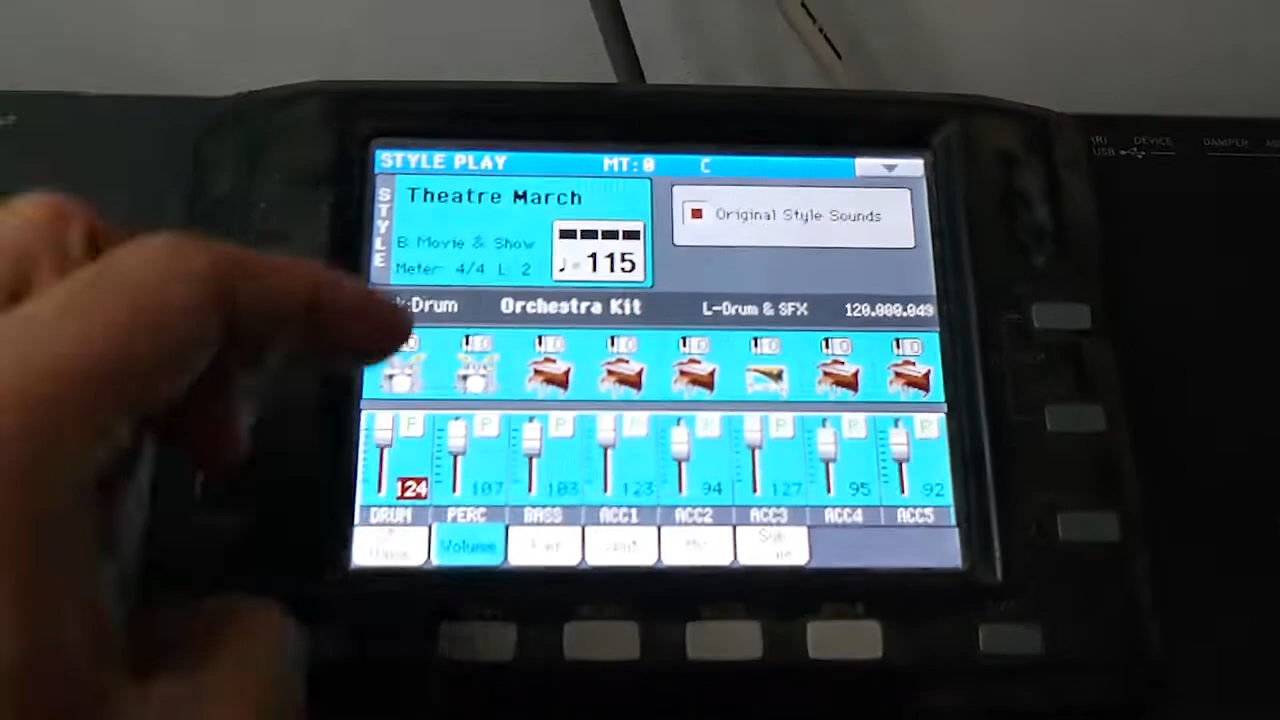 (R)
USB
DEVICE
DAMPER
STYLE PLAY MT:0 C
STYLE
Theatre March
B: Movie & Show
Meter: 4/4 L: 2
♩= 115
Original Style Sounds
:Drum Orchestra Kit L-Drum & SFX 120.000.049
F R R R R R R R
124 107 103 123 94 127 95 92
DRUM PERC BASS ACC1 ACC2 ACC3 ACC4 ACC5
Volume